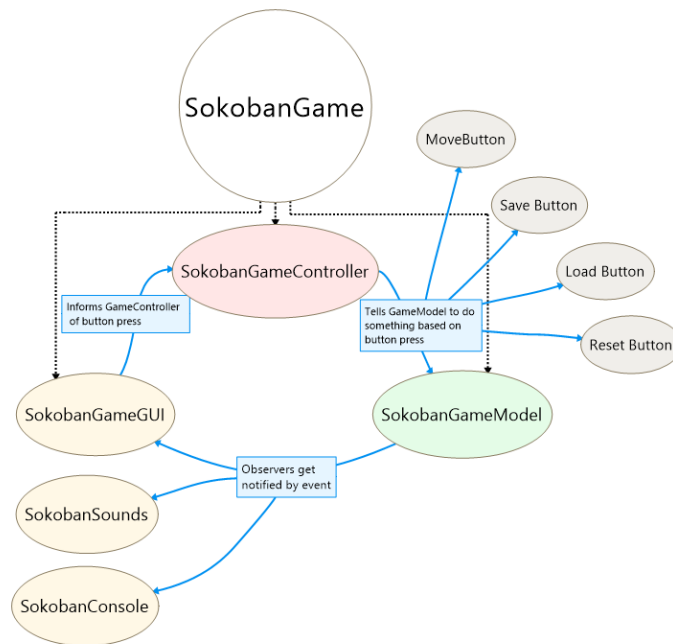 SokobanGame
MoveButton
Save Button
SokobanGameController
Load Button
Informs GameController
of button press
Tells GameModel to do
something based on
button press
Reset Button
SokobanGameGUI
SokobanGameModel
Observers get
notified by event
SokobanSounds
SokobanConsole